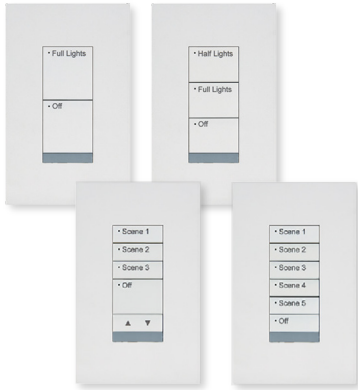 Full Lights
Off
Half Lights
Full Lights
Off
Scene 1
Scene 2
Scene 3
Off
Scene 1
Scene 2
Scene 3
Scene 4
Scene 5
Off